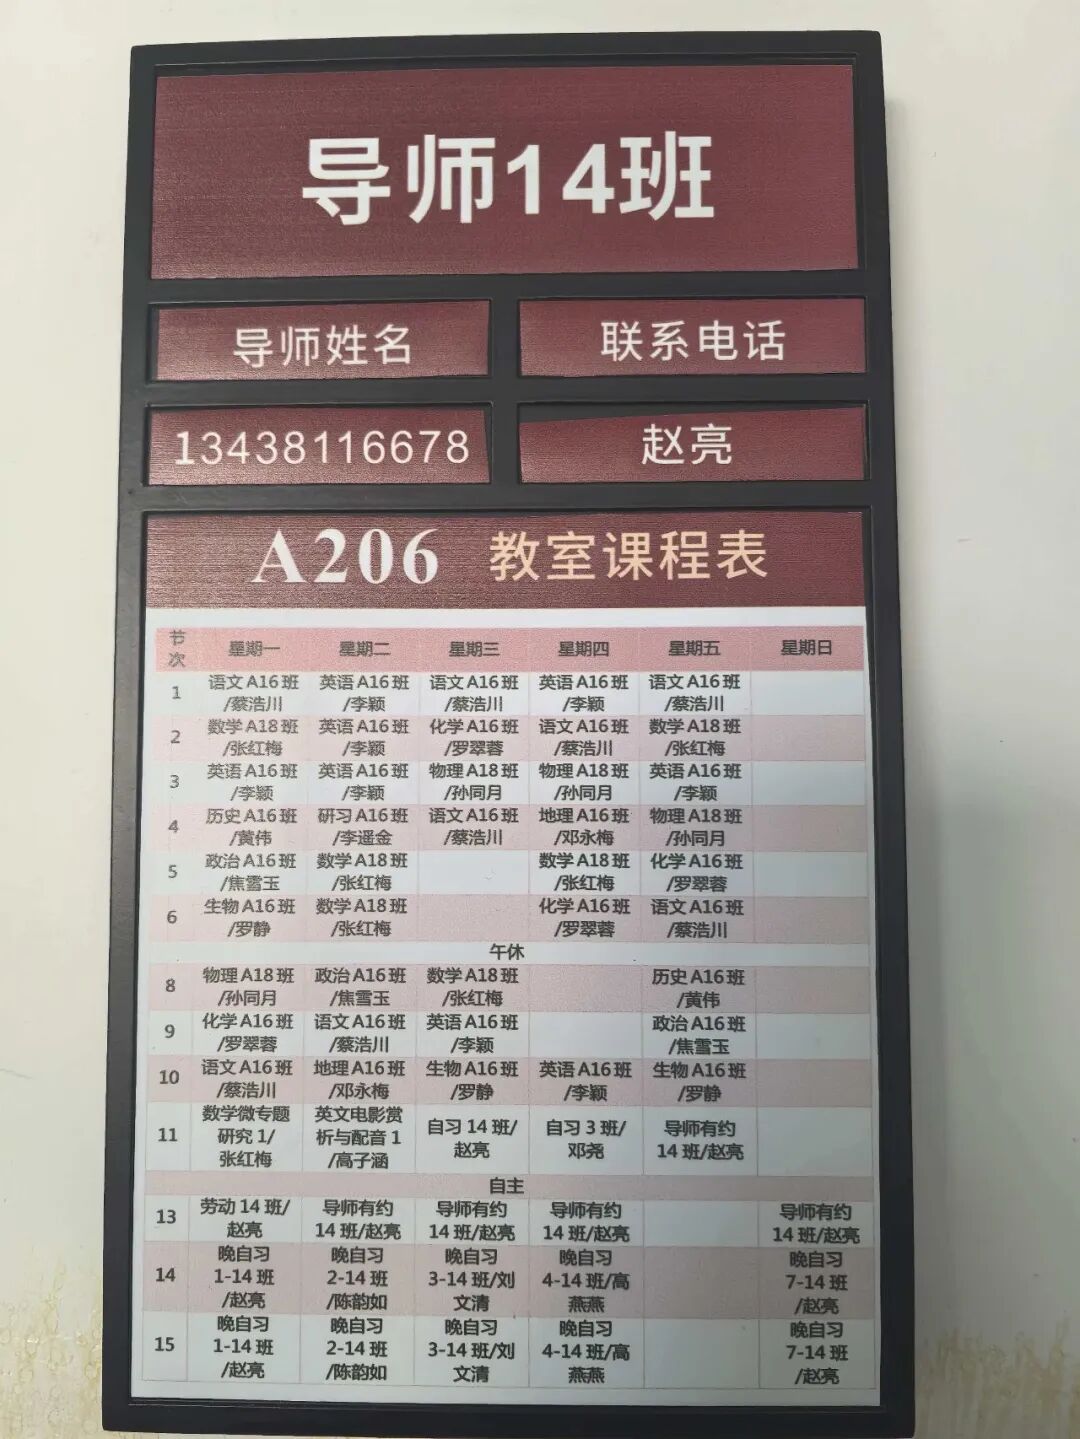 导师14班
导师姓名 联系电话
13438116678 赵亮
A206 教室课程表
节次 星期一 星期二 星期三 星期四 星期五 星期日
1 语文A16班/蔡浩川 英语A16班/李颖 语文A16班/蔡浩川 英语A16班/李颖 语文A16班/蔡浩川
2 数学A18班/张红梅 英语A16班/李颖 化学A16班/罗翠蓉 语文A16班/蔡浩川 数学A18班/张红梅
3 英语A16班/李颖 英语A16班/李颖 物理A18班/孙同月 物理A18班/孙同月 英语A16班/李颖
4 历史A16班/黄伟 研习A16班/李遥金 语文A16班/蔡浩川 地理A16班/邓永梅 物理A18班/孙同月
5 政治A16班/焦雪玉 数学A18班/张红梅 数学A18班/张红梅 化学A16班/罗翠蓉
6 生物A16班/罗静 数学A18班/张红梅 化学A16班/罗翠蓉 语文A16班/蔡浩川
午休
8 物理A18班/孙同月 政治A16班/焦雪玉 数学A18班/张红梅 历史A16班/黄伟
9 化学A16班/罗翠蓉 语文A16班/蔡浩川 英语A16班/李颖 政治A16班/焦雪玉
10 语文A16班/蔡浩川 地理A16班/邓永梅 生物A16班/罗静 英语A16班/李颖 生物A16班/罗静
11 数学微专题研究1/张红梅 英文电影赏析与配音1/高子涵 自习14班/赵亮 自习3班/邓尧 导师有约14班/赵亮
自主
13 劳动14班/赵亮 导师有约14班/赵亮 导师有约14班/赵亮 导师有约14班/赵亮 导师有约14班/赵亮
14 晚自习1-14班/赵亮 晚自习2-14班/陈韵如 晚自习3-14班/刘文清 晚自习4-14班/高燕燕 晚自习7-14班/赵亮
15 晚自习1-14班/赵亮 晚自习2-14班/陈韵如 晚自习3-14班/刘文清 晚自习4-14班/高燕燕 晚自习7-14班/赵亮